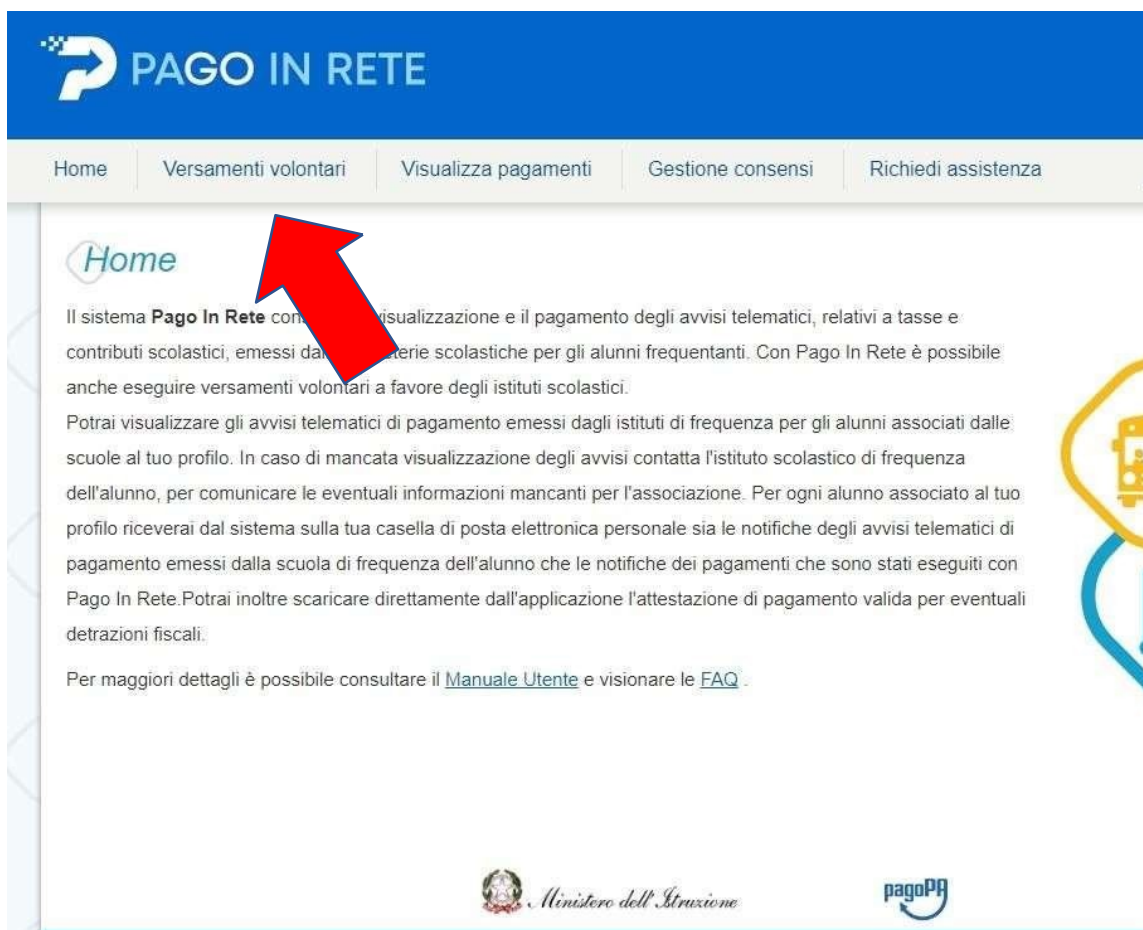 PAGO IN RETE
Home Versamenti volontari Visualizza pagamenti Gestione consensi Richiedi assistenza
Home
Il sistema Pago In Rete visualizzazione e il pagamento degli avvisi telematici, relativi a tasse e
contributi scolastici, emessi scolastiche per gli alunni frequentanti. Con Pago In Rete è possibile
anche eseguire versamenti volontari a favore degli istituti scolastici.
Potrai visualizzare gli avvisi telematici di pagamento emessi dagli istituti di frequenza per gli alunni associati dalle
scuole al tuo profilo. In caso di mancata visualizzazione degli avvisi contatta l'istituto scolastico di frequenza
dell'alunno, per comunicare le eventuali informazioni mancanti per l'associazione. Per ogni alunno associato al tuo
profilo riceverai dal sistema sulla tua casella di posta elettronica personale sia le notifiche degli avvisi telematici di
pagamento emessi dalla scuola di frequenza dell'alunno che le notifiche dei pagamenti che sono stati eseguiti con
Pago In Rete.Potrai inoltre scaricare direttamente dall'applicazione l'attestazione di pagamento valida per eventuali
detrazioni fiscali.
Per maggiori dettagli è possibile consultare il Manuale Utente e visionare le FAQ .
Ministero dell'Istruzione
pagoPA